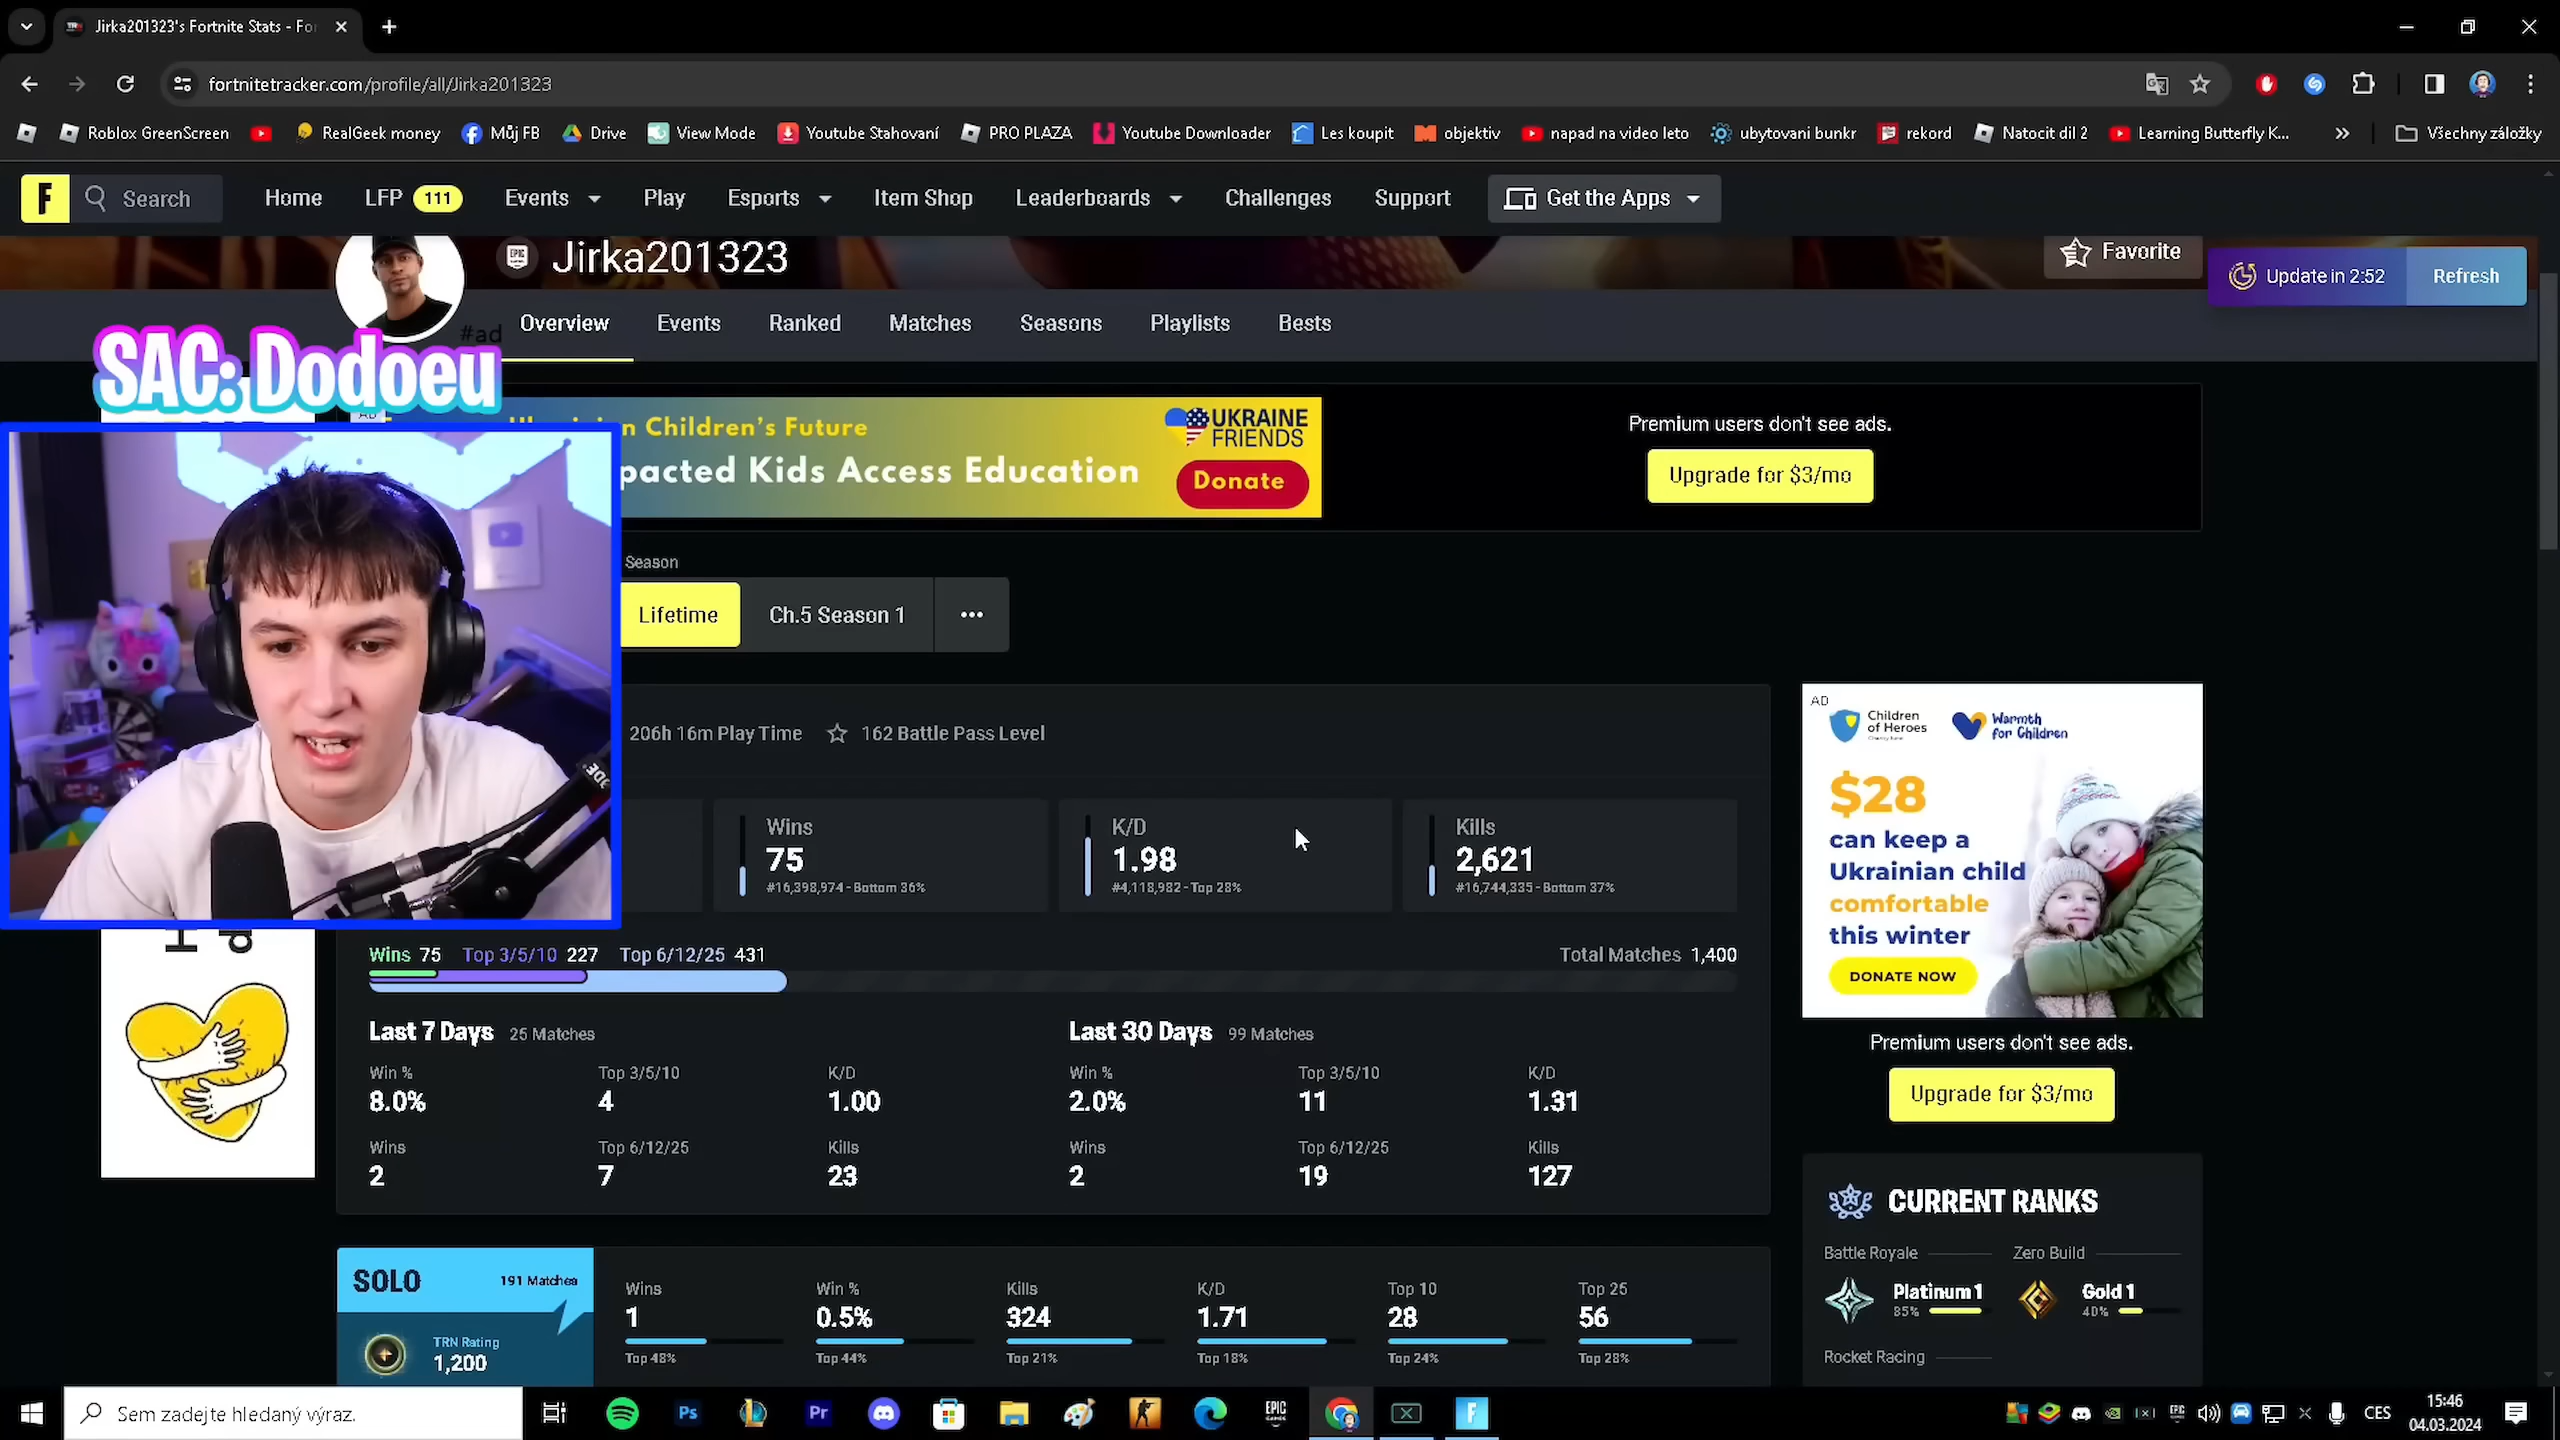 Jirka201323's Fortnite Stats - Fo
fortnitetracker.com/profile/all/Jirka201323
Roblox GreenScreen
RealGeek money
Můj FB
Drive
View Mode
Youtube Stahovaní
PRO PLAZA
Youtube Downloader
Les koupit
objektiv
napad na video leto
ubytovani bunkr
rekord
Natocit dil 2
Learning Butterfly K...
Všechny záložky
F Search
Home
LFP 111
Events
Play
Esports
Item Shop
Leaderboards
Challenges
Support
Get the Apps
EPIC
Jirka201323
Favorite
Update in 2:52
Refresh
#ad
Overview
Events
Ranked
Matches
Seasons
Playlists
Bests
SAC: Dodoeu
AD
n Children's Future
pacted Kids Access Education
UKRAINE
FRIENDS
Donate
Premium users don't see ads.
Upgrade for $3/mo
Season
Lifetime
Ch.5 Season 1
206h 16m Play Time
162 Battle Pass Level
Wins
75
#16,398,974 - Bottom 36%
K/D
1.98
#4,118,982 - Top 28%
Kills
2,621
#16,744,335 - Bottom 37%
Wins 75
Top 3/5/10 227
Top 6/12/25 431
Total Matches 1,400
Last 7 Days 25 Matches
Win %
8.0%
Top 3/5/10
4
K/D
1.00
Wins
2
Top 6/12/25
7
Kills
23
Last 30 Days 99 Matches
Win %
2.0%
Top 3/5/10
11
K/D
1.31
Wins
2
Top 6/12/25
19
Kills
127
AD
Children
of Heroes
Warmth
for Children
$28
can keep a
Ukrainian child
comfortable
this winter
DONATE NOW
Premium users don't see ads.
Upgrade for $3/mo
CURRENT RANKS
Battle Royale
Platinum 1
85%
Zero Build
Gold 1
40%
Rocket Racing
SOLO
191 Matches
TRN Rating
1,200
Wins
1
Top 48%
Win %
0.5%
Top 44%
Kills
324
Top 21%
K/D
1.71
Top 18%
Top 10
28
Top 24%
Top 25
56
Top 28%
Sem zadejte hledaný výraz.
Ps
Pr
EPIC
GAMES
F
CES
15:46
04.03.2024